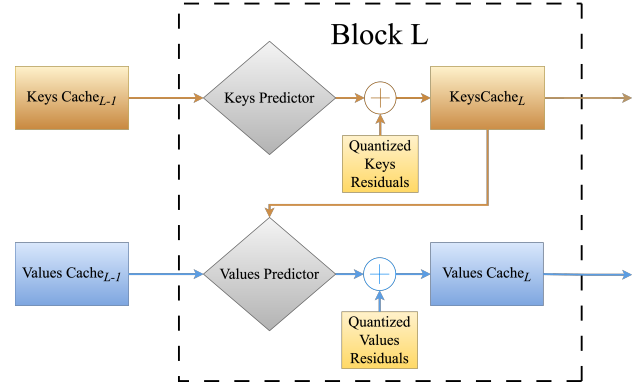 Block L
Keys Cache_{L-1}
Keys Predictor
KeysCache_L
Quantized
Keys
Residuals
Values Cache_{L-1}
Values Predictor
Values Cache_L
Quantized
Values
Residuals